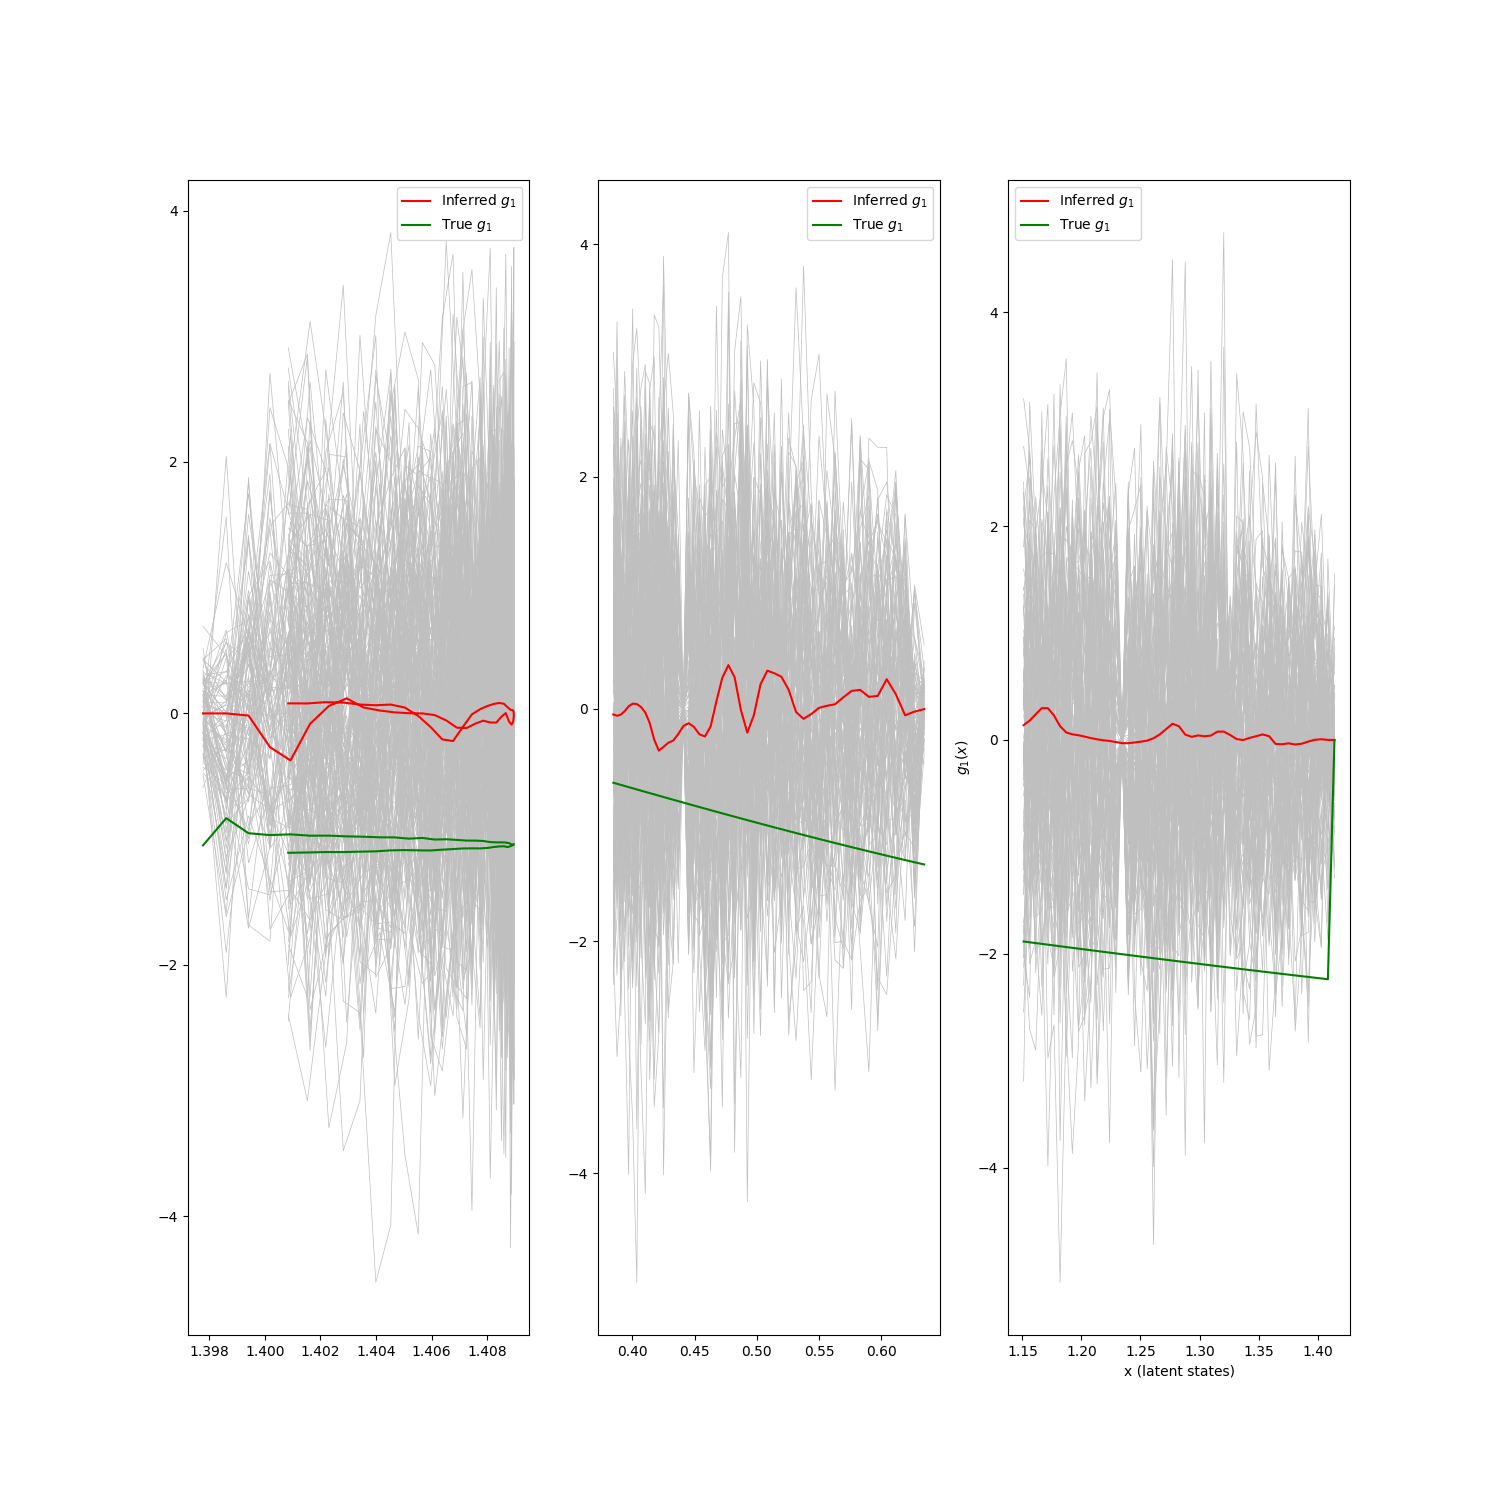 Inferred g₁
True g₁
4
2
0
−2
−4
1.398 1.400 1.402 1.404 1.406 1.408
Inferred g₁
True g₁
4
2
0
−2
−4
0.40 0.45 0.50 0.55 0.60
Inferred g₁
True g₁
4
2
0
−2
−4
g₁(x)
1.15 1.20 1.25 1.30 1.35 1.40
x (latent states)